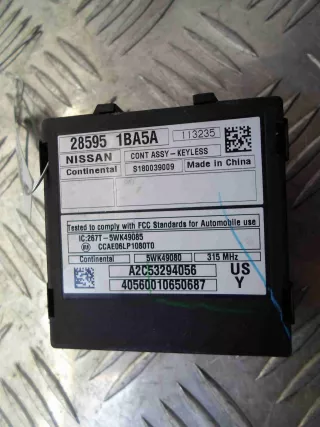 28595 1BA5A 113235
NISSAN CONT ASSY-KEYLESS
Continental S180039009 Made in China
Tested to comply with FCC Standards for Automobile use
IC:267T-5WK49085
CCAE06LP1080T0
Continental 5WK49080 315 MHz
A2C53294056 US
40560010650687 Y